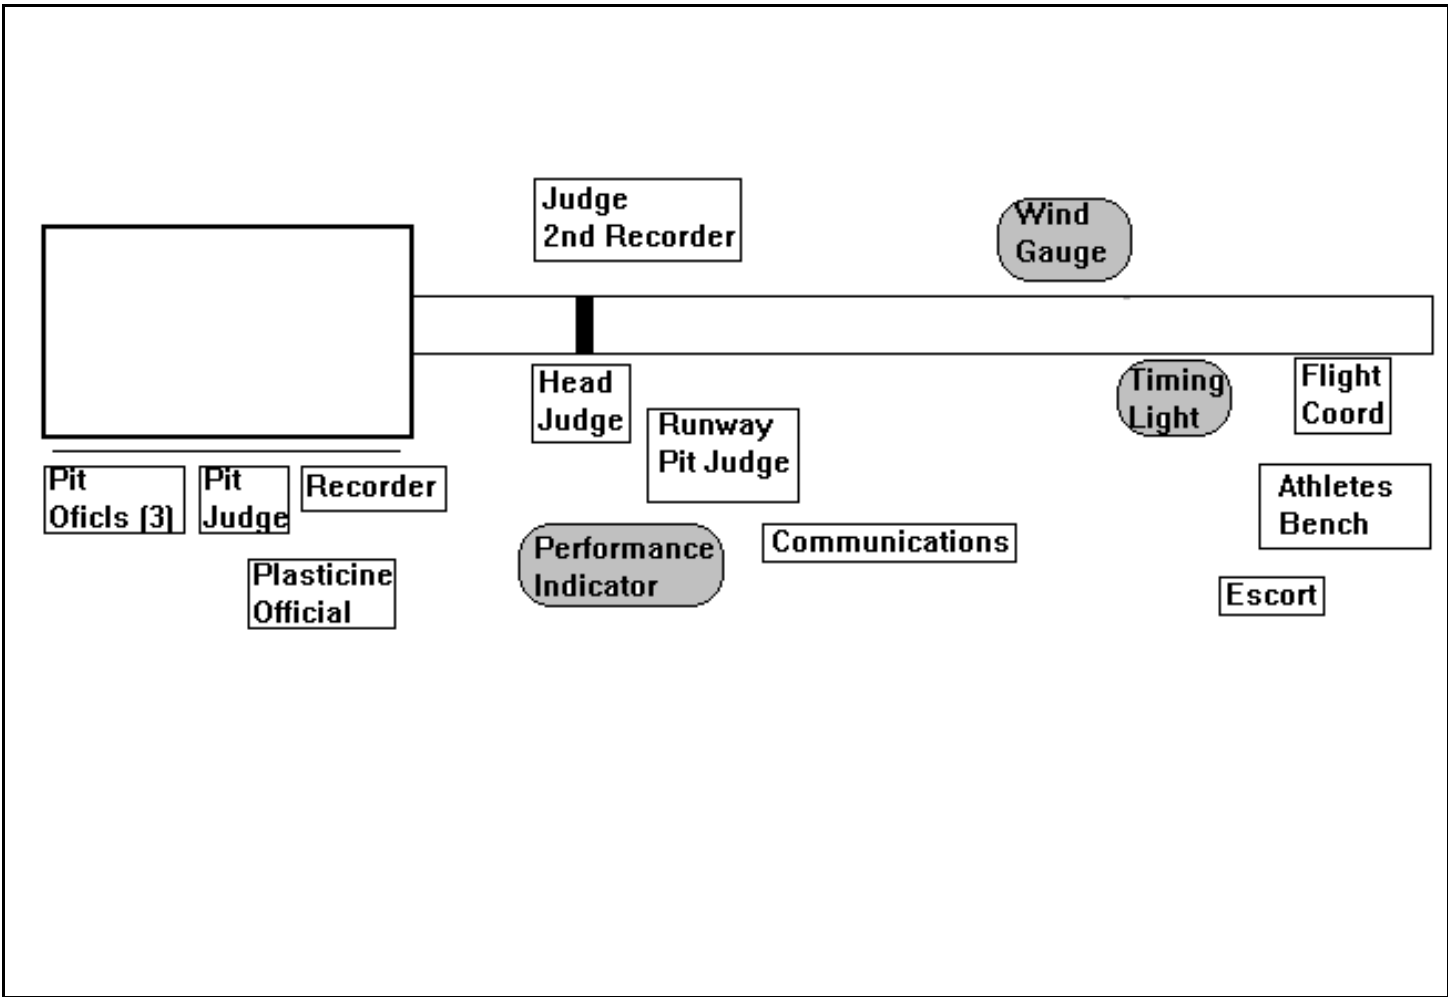 Judge
2nd Recorder
Wind
Gauge
Head
Judge
Runway
Pit Judge
Timing
Light
Flight
Coord
Pit
Oficls (3)
Pit
Judge
Recorder
Athletes
Bench
Performance
Indicator
Communications
Plasticine
Official
Escort